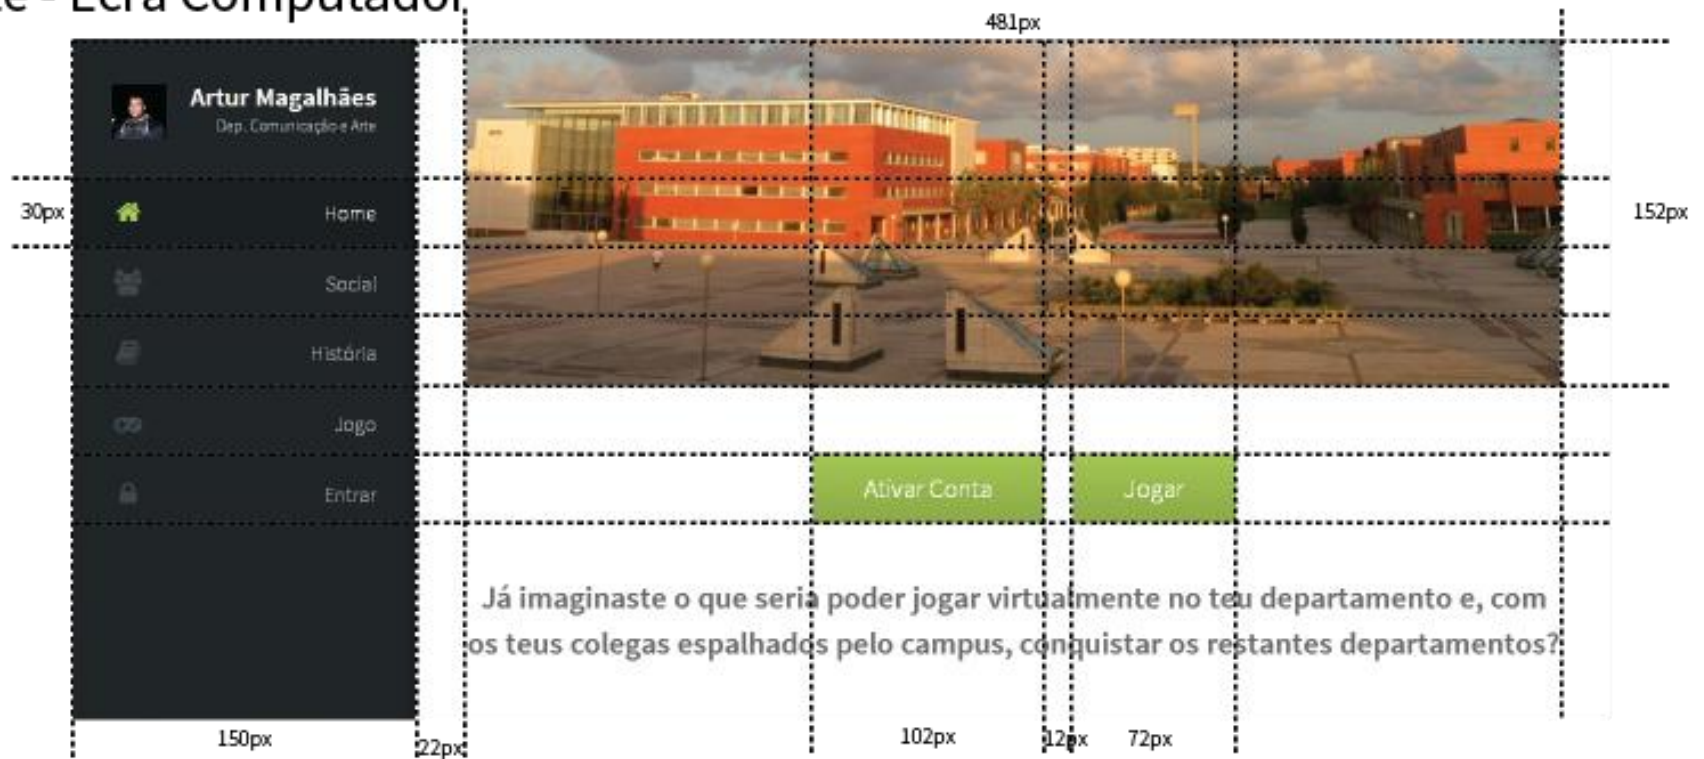 - Ecrã Computador
481px
Artur Magalhães
Dep. Comunicação e Arte
30px
Home
152px
Social
História
Jogo
Entrar
Ativar Conta
Jogar
Já imaginaste o que seria poder jogar virtualmente no teu departamento e, com
os teus colegas espalhados pelo campus, conquistar os restantes departamentos?
150px
22px
102px
12px
72px